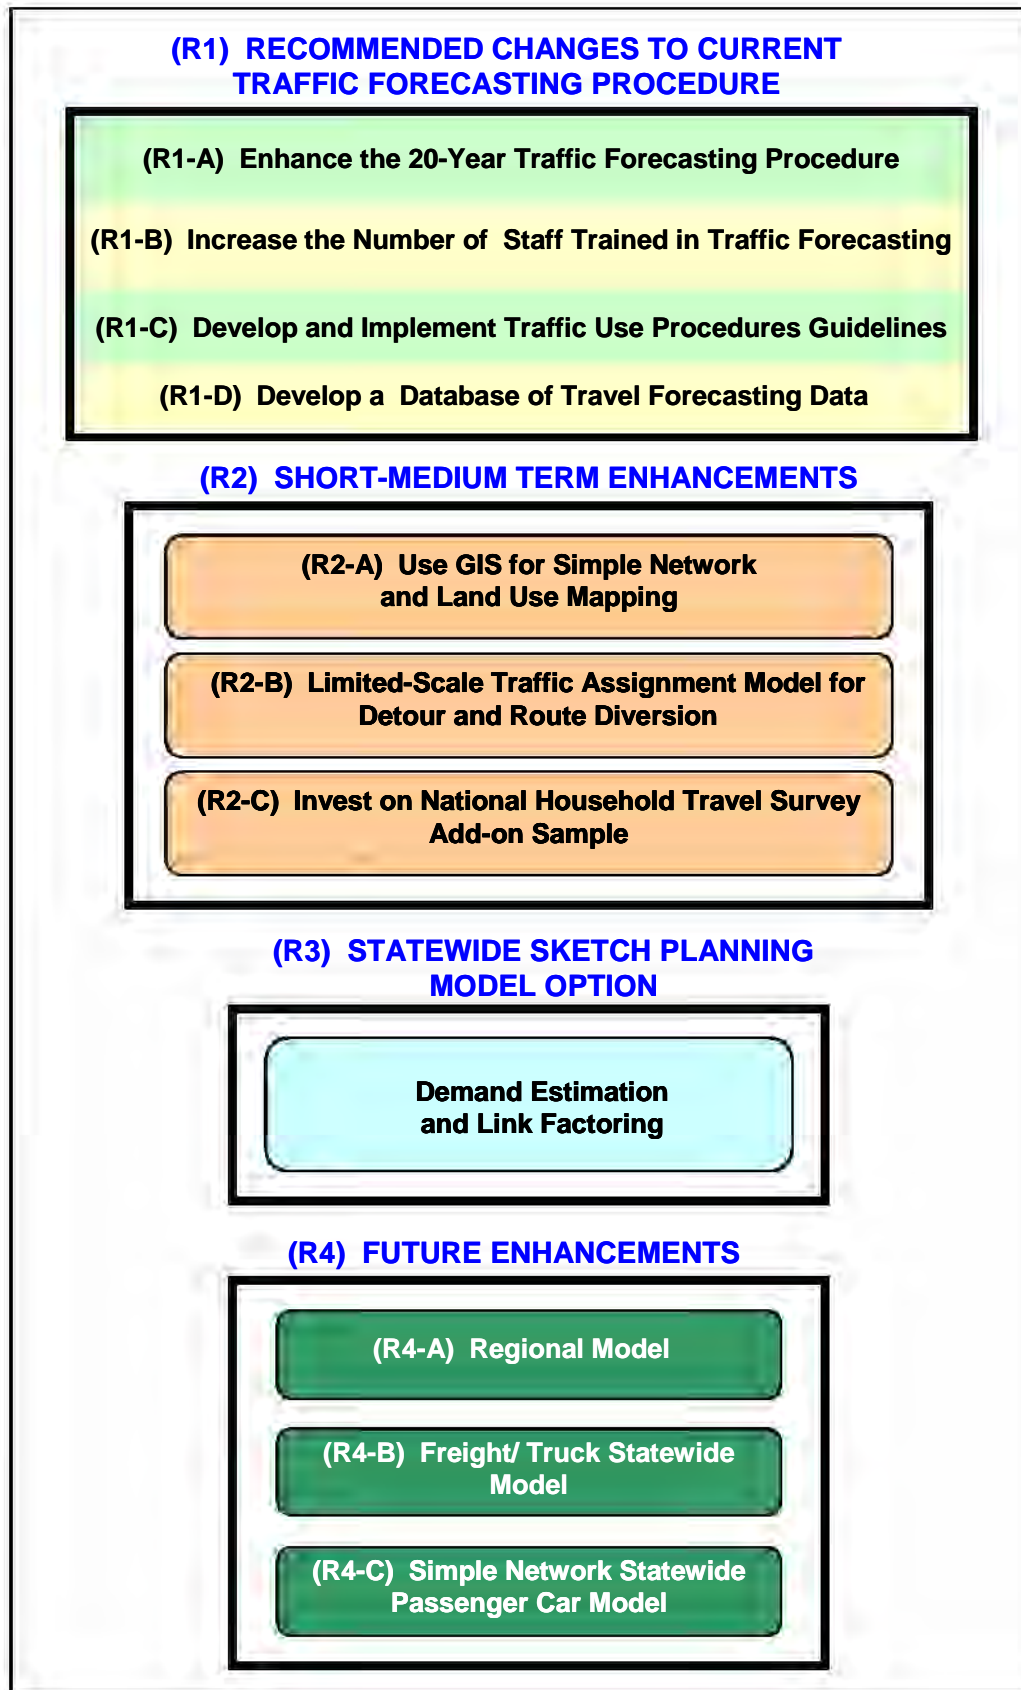 (R1) RECOMMENDED CHANGES TO CURRENT
TRAFFIC FORECASTING PROCEDURE
(R1-A) Enhance the 20-Year Traffic Forecasting Procedure
(R1-B) Increase the Number of Staff Trained in Traffic Forecasting
(R1-C) Develop and Implement Traffic Use Procedures Guidelines
(R1-D) Develop a Database of Travel Forecasting Data
(R2) SHORT-MEDIUM TERM ENHANCEMENTS
(R2-A) Use GIS for Simple Network
and Land Use Mapping
(R2-B) Limited-Scale Traffic Assignment Model for
Detour and Route Diversion
(R2-C) Invest on National Household Travel Survey
Add-on Sample
(R3) STATEWIDE SKETCH PLANNING
MODEL OPTION
Demand Estimation
and Link Factoring
(R4) FUTURE ENHANCEMENTS
(R4-A) Regional Model
(R4-B) Freight/ Truck Statewide
Model
(R4-C) Simple Network Statewide
Passenger Car Model